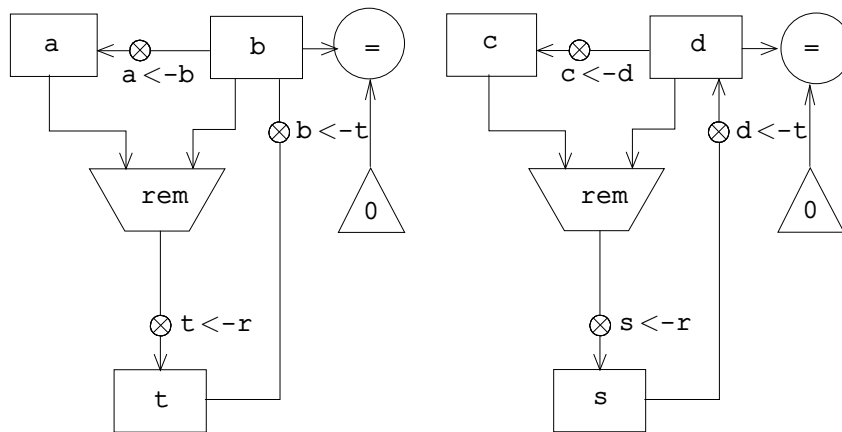 a
b
=
a<-b
b<-t
rem
0
t<-r
t
c
d
=
c<-d
d<-t
rem
0
s<-r
s